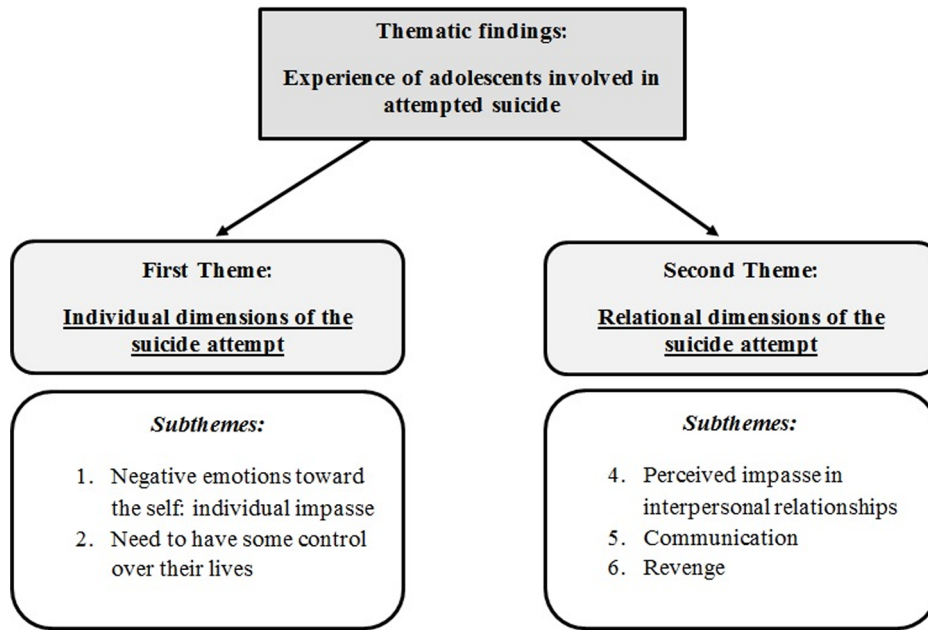 Thematic findings:
Experience of adolescents involved in
attempted suicide
First Theme:
Individual dimensions of the
suicide attempt
Subthemes:
1. Negative emotions toward
the self: individual impasse
2. Need to have some control
over their lives
Second Theme:
Relational dimensions of the
suicide attempt
Subthemes:
4. Perceived impasse in
interpersonal relationships
5. Communication
6. Revenge